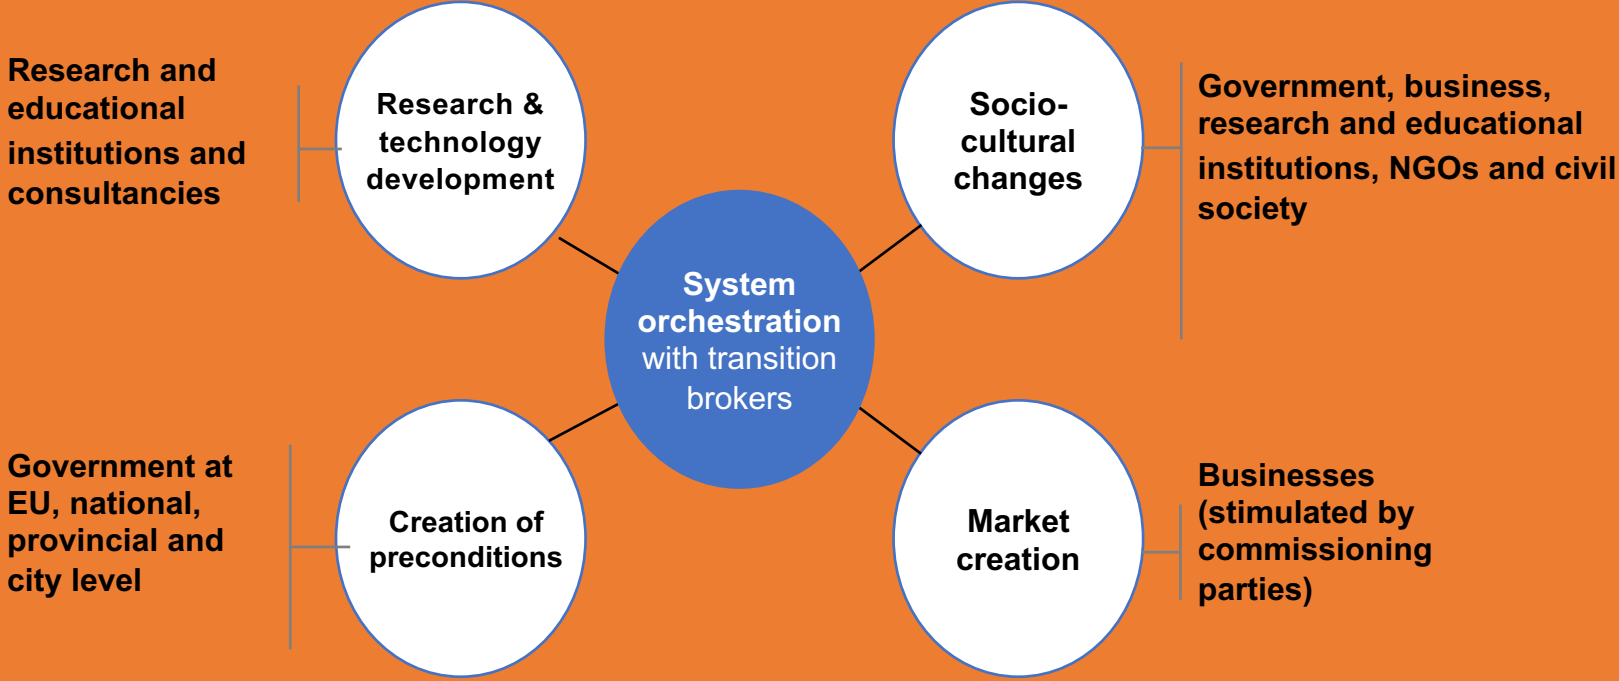 Research and
educational
institutions and
consultancies
Research &
technology
development
Socio-
cultural
changes
Government, business,
research and educational
institutions, NGOs and civil
society
System
orchestration
with transition
brokers
Government at
EU, national,
provincial and
city level
Creation of
preconditions
Market
creation
Businesses
(stimulated by
commissioning
parties)